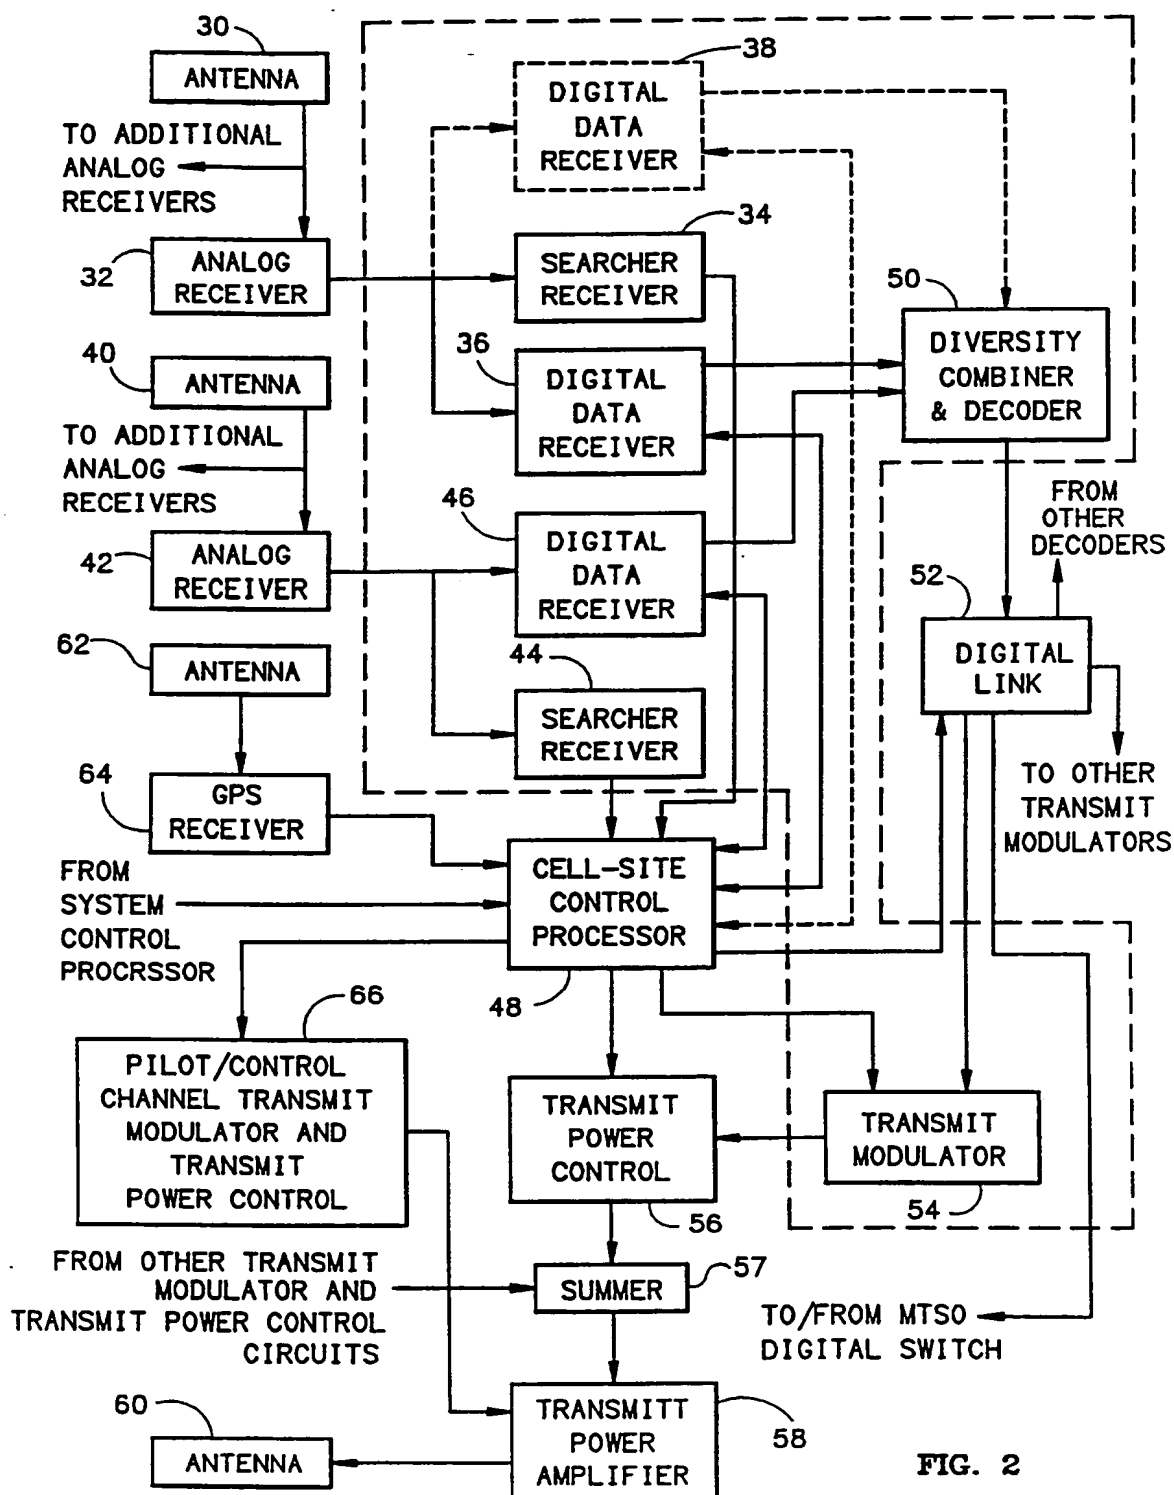 30
ANTENNA
TO ADDITIONAL
ANALOG
RECEIVERS
32
ANALOG
RECEIVER
38
DIGITAL
DATA
RECEIVER
34
SEARCHER
RECEIVER
50
DIVERSITY
COMBINER
& DECODER
40
ANTENNA
TO ADDITIONAL
ANALOG
RECEIVERS
36
DIGITAL
DATA
RECEIVER
42
ANALOG
RECEIVER
46
DIGITAL
DATA
RECEIVER
FROM
OTHER
DECODERS
52
DIGITAL
LINK
62
ANTENNA
44
SEARCHER
RECEIVER
64
GPS
RECEIVER
TO OTHER
TRANSMIT
MODULATORS
FROM
SYSTEM
CONTROL
PROCRSSOR
CELL-SITE
CONTROL
PROCESSOR
48
66
PILOT/CONTROL
CHANNEL TRANSMIT
MODULATOR AND
TRANSMIT
POWER CONTROL
TRANSMIT
POWER
CONTROL
56
TRANSMIT
MODULATOR
54
FROM OTHER TRANSMIT
MODULATOR AND
TRANSMIT POWER CONTROL
CIRCUITS
SUMMER
57
TO/FROM MTSO
DIGITAL SWITCH
60
ANTENNA
TRANSMITT
POWER
AMPLIFIER
58
FIG. 2